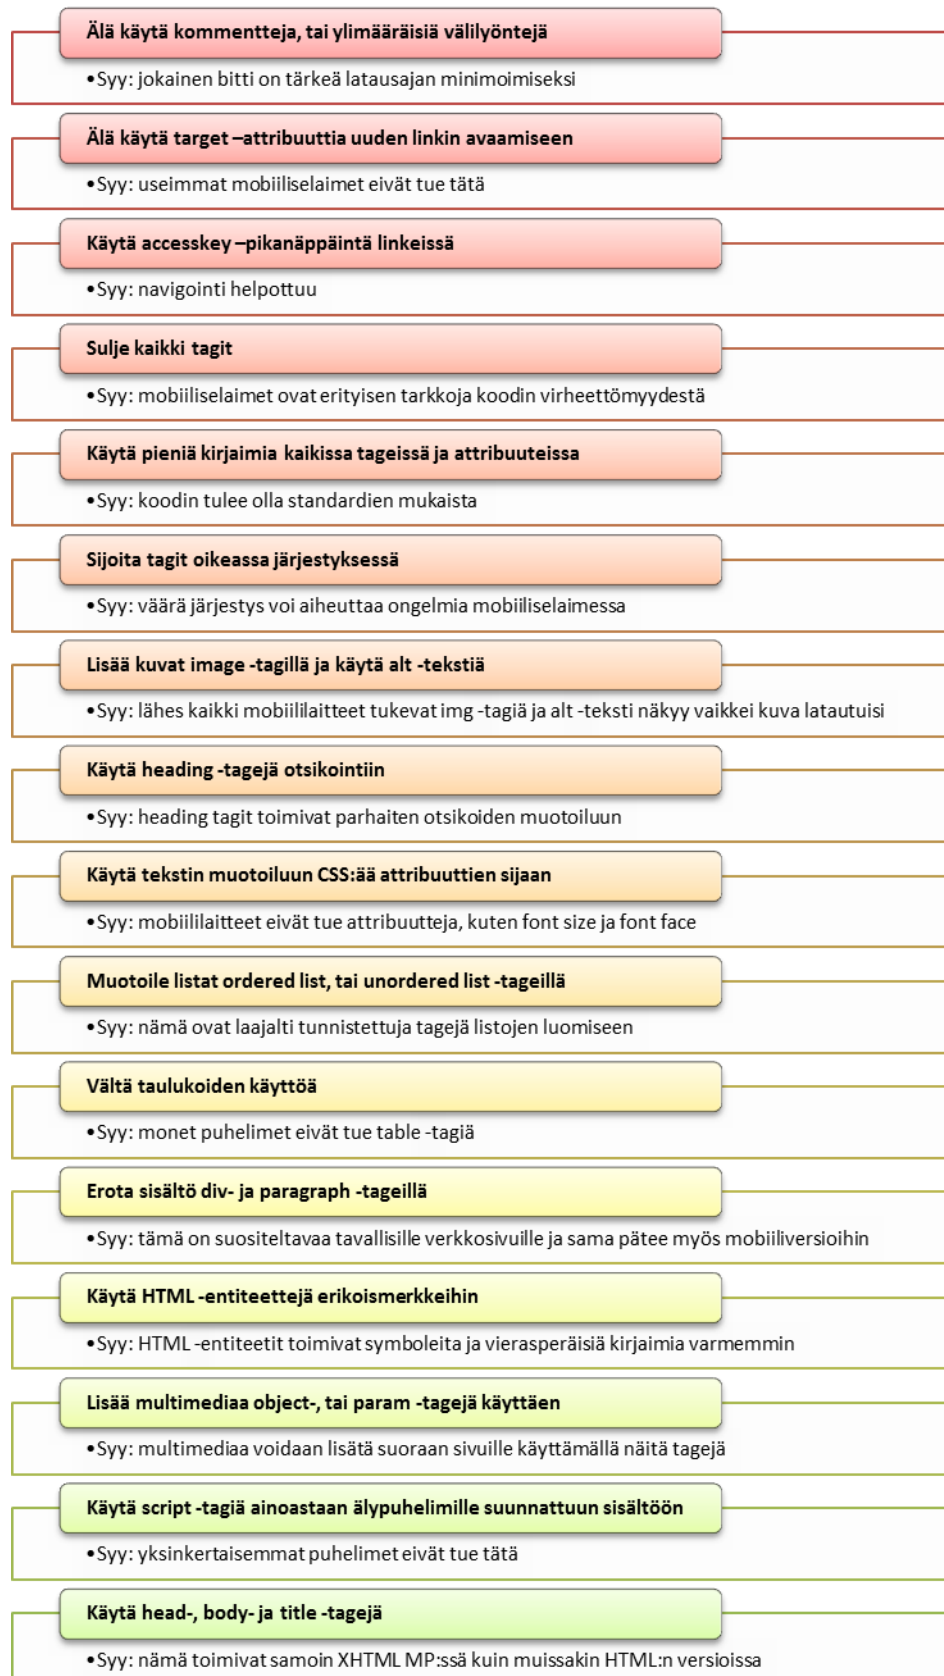 Älä käytä kommentteja, tai ylimääräisiä välilyöntejä
•Syy: jokainen bitti on tärkeä latausajan minimoimiseksi
Älä käytä target –attribuuttia uuden linkin avaamiseen
•Syy: useimmat mobiiliselaimet eivät tue tätä
Käytä accesskey –pikanäppäintä linkeissä
•Syy: navigointi helpottuu
Sulje kaikki tagit
•Syy: mobiiliselaimet ovat erityisen tarkkoja koodin virheettömyydestä
Käytä pieniä kirjaimia kaikissa tageissä ja attribuuteissa
•Syy: koodin tulee olla standardien mukaista
Sijoita tagit oikeassa järjestyksessä
•Syy: väärä järjestys voi aiheuttaa ongelmia mobiiliselaimessa
Lisää kuvat image -tagillä ja käytä alt -tekstiä
•Syy: lähes kaikki mobiililaitteet tukevat img -tagiä ja alt -teksti näkyy vaikkei kuva latautuisi
Käytä heading -tagejä otsikointiin
•Syy: heading tagit toimivat parhaiten otsikoiden muotoiluun
Käytä tekstin muotoiluun CSS:ää attribuuttien sijaan
•Syy: mobiililaitteet eivät tue attribuutteja, kuten font size ja font face
Muotoile listat ordered list, tai unordered list -tageillä
•Syy: nämä ovat laajalti tunnistettuja tagejä listojen luomiseen
Vältä taulukoiden käyttöä
•Syy: monet puhelimet eivät tue table -tagiä
Erota sisältö div- ja paragraph -tageillä
•Syy: tämä on suositeltavaa tavallisille verkkosivuille ja sama pätee myös mobiiliversioihin
Käytä HTML -entiteettejä erikoismerkkeihin
•Syy: HTML -entiteetit toimivat symboleita ja vierasperäisiä kirjaimia varmemmin
Lisää multimediaa object-, tai param -tagejä käyttäen
•Syy: multimediaa voidaan lisätä suoraan sivuille käyttämällä näitä tagejä
Käytä script -tagiä ainoastaan älypuhelimille suunnattuun sisältöön
•Syy: yksinkertaisemmat puhelimet eivät tue tätä
Käytä head-, body- ja title -tagejä
•Syy: nämä toimivat samoin XHTML MP:ssä kuin muissakin HTML:n versioissa